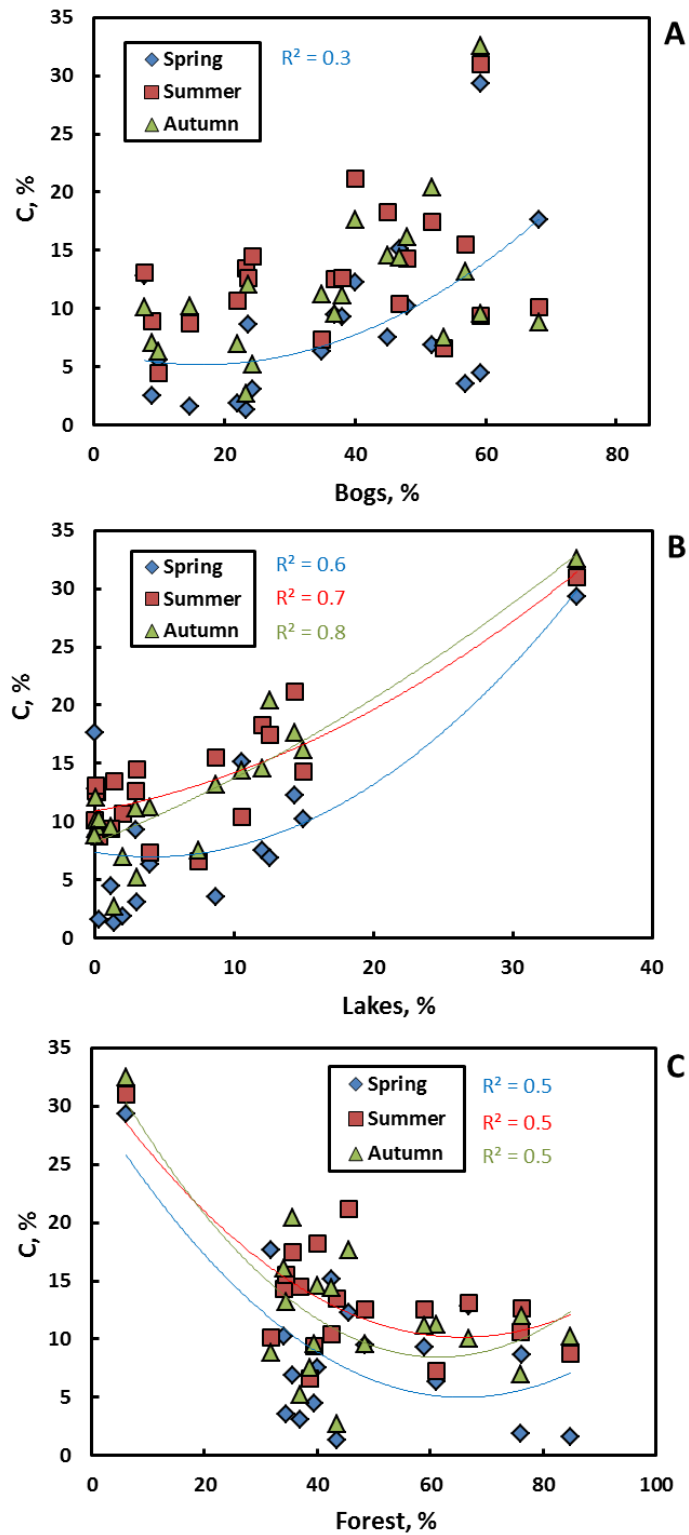 A
Spring
Summer
Autumn
R² = 0.3
C, %
35
30
25
20
15
10
5
0
0 20 40 60 80
Bogs, %
B
Spring
Summer
Autumn
R² = 0.6
R² = 0.7
R² = 0.8
C, %
35
30
25
20
15
10
5
0
0 10 20 30 40
Lakes, %
C
Spring
Summer
Autumn
R² = 0.5
R² = 0.5
R² = 0.5
C, %
35
30
25
20
15
10
5
0
0 20 40 60 80 100
Forest, %